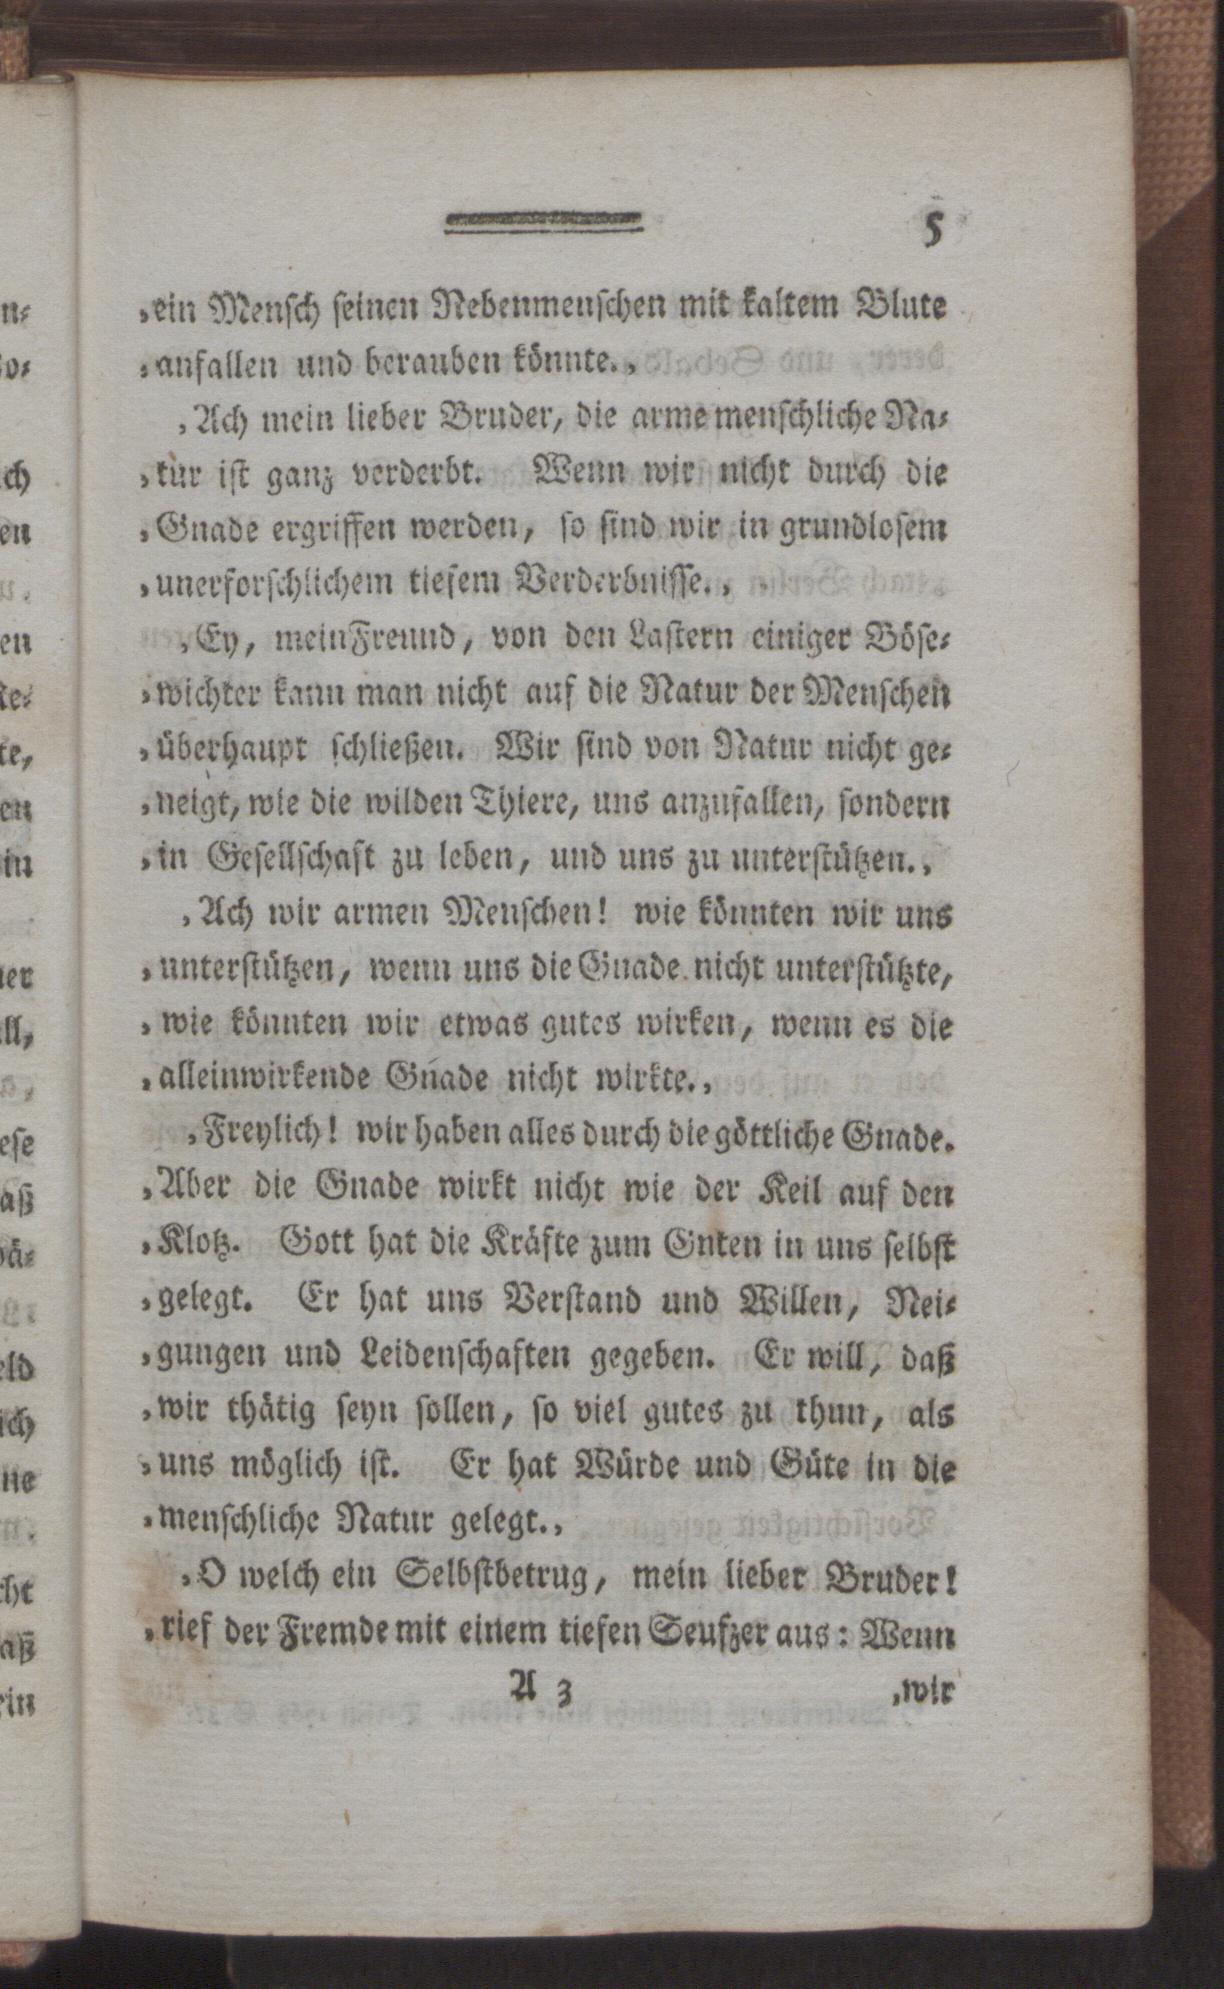 5
„ein Menſch ſeinen Nebenmenſchen mit kaltem Blute
„anfallen und berauben könnte.„
„Ach mein lieber Bruder, die arme menſchliche Na⸗
„tur iſt ganz verderbt. Wenn wir nicht durch die
„Gnade ergriffen werden, ſo ſind wir in grundloſem
„unerforſchlichem tiefem Verderbniſſe.„
„Ey, mein Freund, von den Laſtern einiger Böſe⸗
„wichter kann man nicht auf die Natur der Menſchen
„überhaupt ſchließen. Wir ſind von Natur nicht ge⸗
„neigt, wie die wilden Thiere, uns anzufallen, ſondern
„in Geſellſchaft zu leben, und uns zu unterſtützen.„
„Ach wir armen Menſchen! wie könnten wir uns
„unterſtützen, wenn uns die Gnade nicht unterſtützte,
„wie könnten wir etwas gutes wirken, wenn es die
„alleinwirkende Gnade nicht wirkte.„
„Freylich! wir haben alles durch die göttliche Gnade.
„Aber die Gnade wirkt nicht wie der Keil auf den
„Klotz. Gott hat die Kräfte zum Gnten in uns ſelbſt
„gelegt. Er hat uns Verſtand und Willen, Nei⸗
„gungen und Leidenſchaften gegeben. Er will, daß
„wir thätig ſeyn ſollen, ſo viel gutes zu thun, als
„uns möglich iſt. Er hat Würde und Güte in die
„menſchliche Natur gelegt.„
„O welch ein Selbſtbetrug, mein lieber Bruder!
„rief der Fremde mit einem tiefen Seufzer aus: Wenn
A 3 „wir